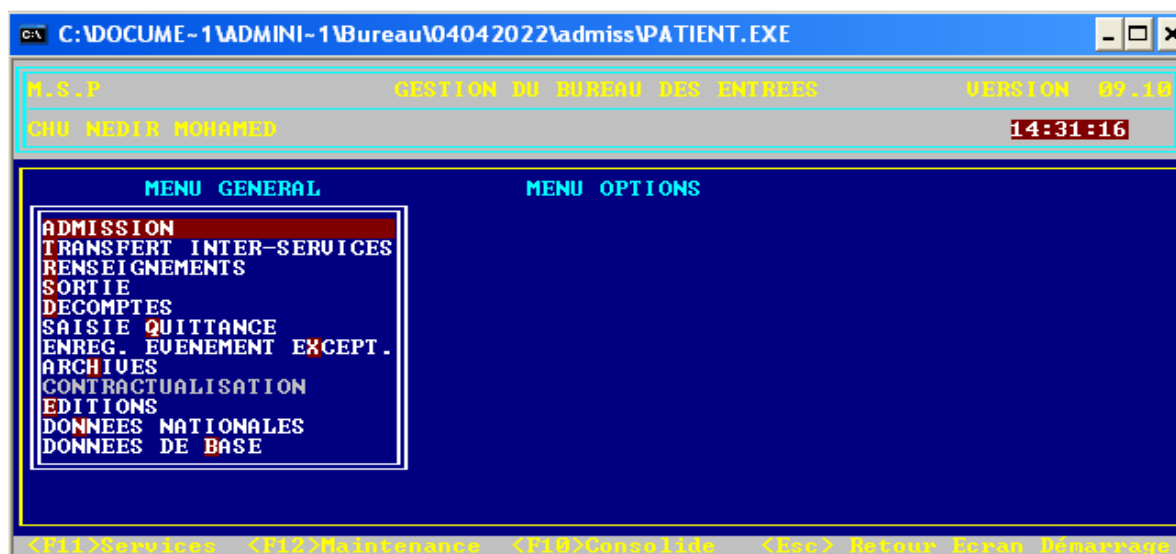 C:\DOCUME~1\ADMINI~1\Bureau\04042022\admiss\PATIENT.EXE
M.S.P GESTION DU BUREAU DES ENTREES VERSION 09.10
CHU NEDIR MOHAMED 14:31:16
MENU GENERAL MENU OPTIONS
ADMISSION
TRANSFERT INTER-SERVICES
RENSEIGNEMENTS
SORTIE
DECOMPTES
SAISIE QUITTANCE
ENREG. EVENEMENT EXCEPT.
ARCHIVES
CONTRACTUALISATION
EDITIONS
DONNEES NATIONALES
DONNEES DE BASE
<F11>Services <F12>Maintenance <F10>Consolide <Esc> Retour Ecran Démarrage